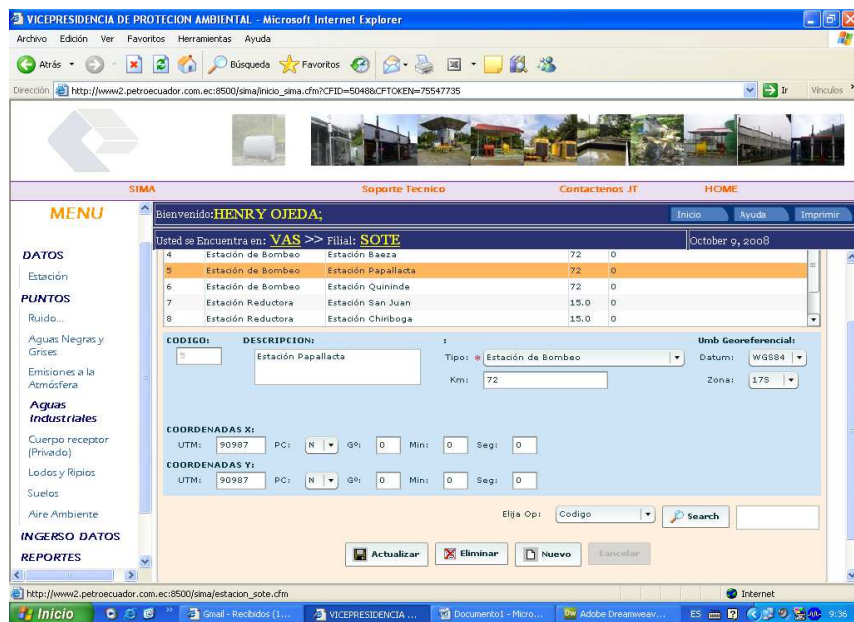 VICEPRESIDENCIA DE PROTECION AMBIENTAL - Microsoft Internet Explorer
Archivo Edición Ver Favoritos Herramientas Ayuda
Atrás Búsqueda Favoritos
Dirección http://www2.petroecuador.com.ec:8500/sima/inicio_sima.cfm?CFID=5048&CFTOKEN=75547735 Ir Vínculos
SIMA Soporte Tecnico Contactenos JT HOME
MENU
Bienvenido:HENRY OJEDA; Inicio Ayuda Imprimir
Usted se Encuentra en: VAS >> Filial: SOTE October 9, 2008
DATOS
Estación
PUNTOS
Ruido...
Aguas Negras y
Grises
Emisiones a la
Atmósfera
Aguas
Industriales
Cuerpo receptor
(Privado)
Lodos y Ripios
Suelos
Aire Ambiente
INGERSO DATOS
REPORTES
4 Estación de Bombeo Estación Baeza 72 0
5 Estación de Bombeo Estación Papallacta 72 0
6 Estación de Bombeo Estación Quininde 72 0
7 Estación Reductora Estación San Juan 15.0 0
8 Estación Reductora Estación Chiriboga 15.0 0
CODIGO: DESCRIPCION: : Umb Georeferencial:
5 Estación Papallacta Tipo: * Estación de Bombeo Datum: WGS84
Km: 72 Zona: 17S
COORDENADAS X:
UTM: 90987 PC: N Gº: 0 Min: 0 Seg: 0
COORDENADAS Y:
UTM: 90987 PC: N Gº: 0 Min: 0 Seg: 0
Elija Op: Codigo Search
Actualizar Eliminar Nuevo Cancelar
http://www2.petroecuador.com.ec:8500/sima/estacion_sote.cfm Internet
Inicio Gmail - Recibidos (1... VICEPRESIDENCIA ... Documento1 - Micro... Adobe Dreamweav... ES 9:36